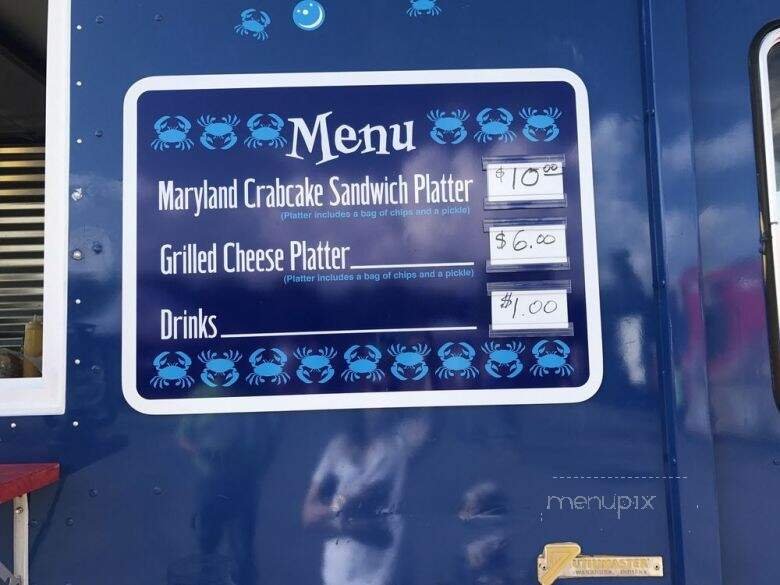 Menu
Maryland Crabcake Sandwich Platter $10.00
(Platter includes a bag of chips and a pickle)
Grilled Cheese Platter $6.00
(Platter includes a bag of chips and a pickle)
Drinks $1.00
menupix
UTILIMASTER